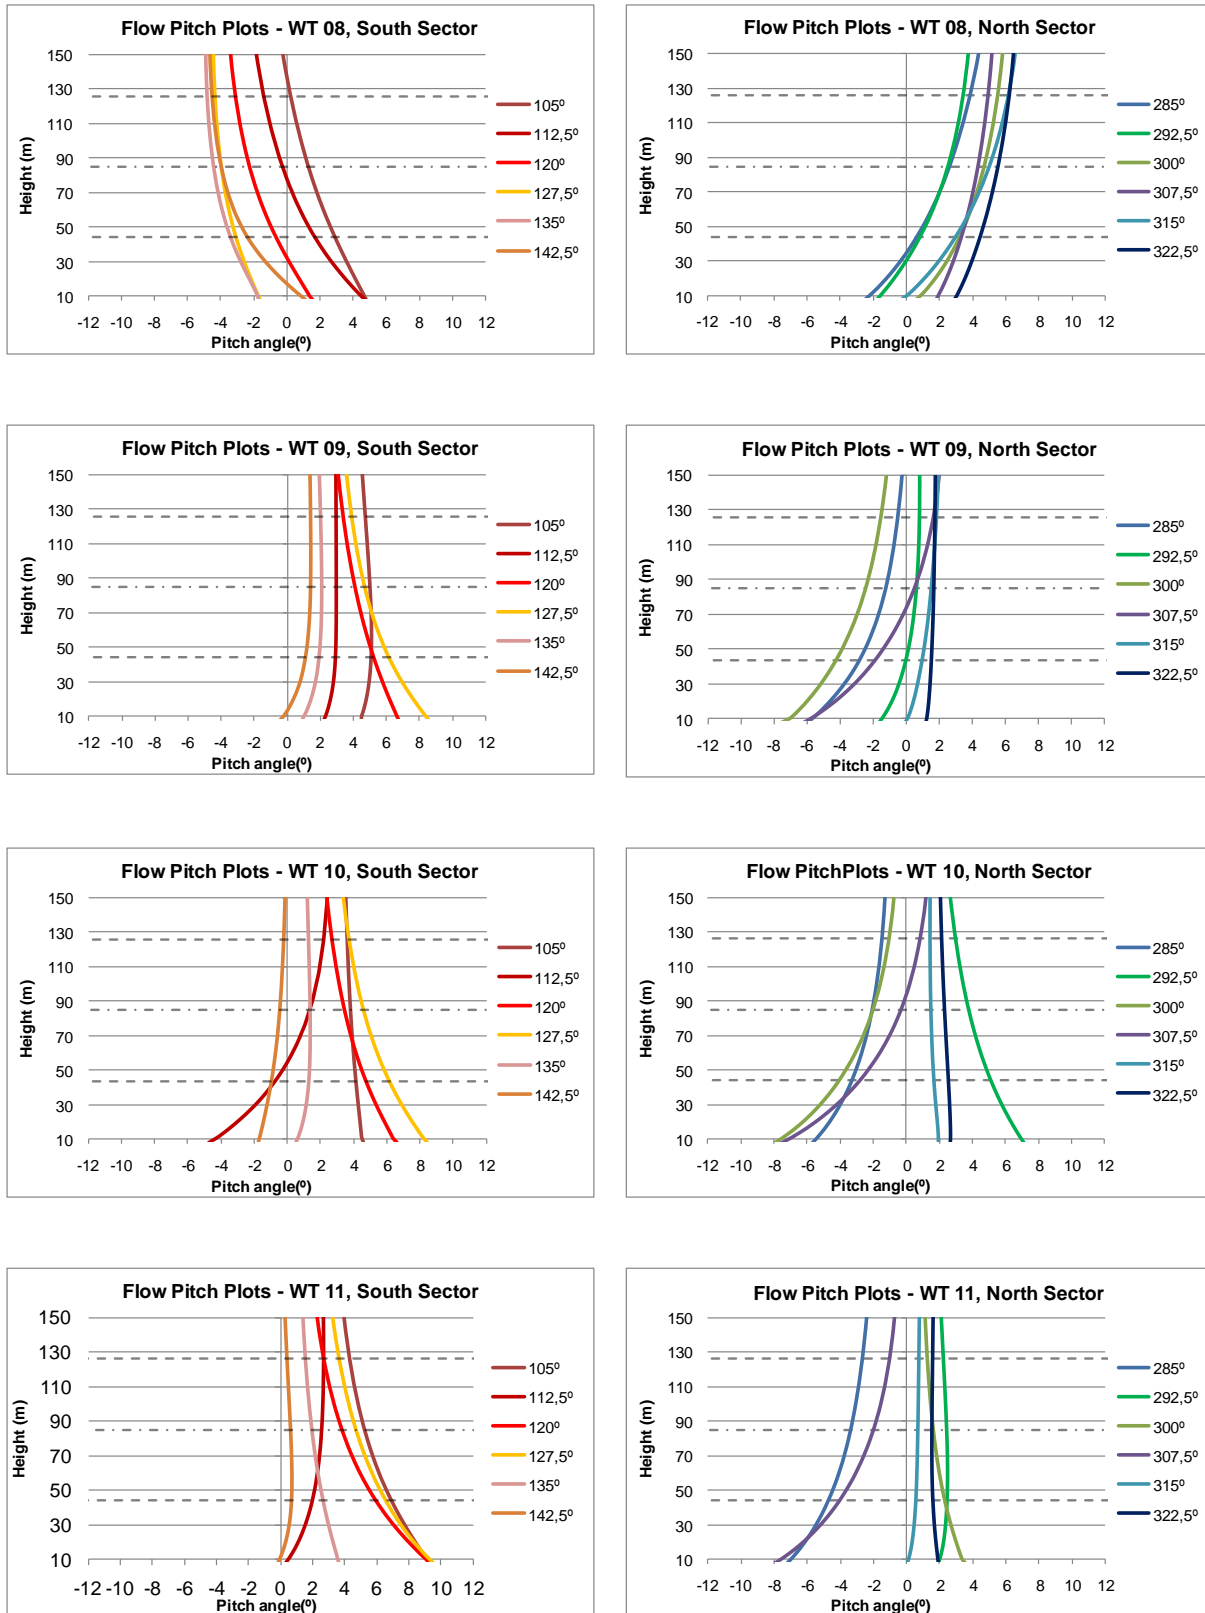 Flow Pitch Plots - WT 08, South Sector
Height (m)
150
130
110
90
70
50
30
10
-12 -10 -8 -6 -4 -2 0 2 4 6 8 10 12
Pitch angle(º)
105º
112,5º
120º
127,5º
135º
142,5º
Flow Pitch Plots - WT 08, North Sector
Height (m)
150
130
110
90
70
50
30
10
-12 -10 -8 -6 -4 -2 0 2 4 6 8 10 12
Pitch angle(º)
285º
292,5º
300º
307,5º
315º
322,5º
Flow Pitch Plots - WT 09, South Sector
Height (m)
150
130
110
90
70
50
30
10
-12 -10 -8 -6 -4 -2 0 2 4 6 8 10 12
Pitch angle(º)
105º
112,5º
120º
127,5º
135º
142,5º
Flow Pitch Plots - WT 09, North Sector
Height (m)
150
130
110
90
70
50
30
10
-12 -10 -8 -6 -4 -2 0 2 4 6 8 10 12
Pitch angle(º)
285º
292,5º
300º
307,5º
315º
322,5º
Flow Pitch Plots - WT 10, South Sector
Height (m)
150
130
110
90
70
50
30
10
-12 -10 -8 -6 -4 -2 0 2 4 6 8 10 12
Pitch angle(º)
105º
112,5º
120º
127,5º
135º
142,5º
Flow PitchPlots - WT 10, North Sector
Height (m)
150
130
110
90
70
50
30
10
-12 -10 -8 -6 -4 -2 0 2 4 6 8 10 12
Pitch angle(º)
285º
292,5º
300º
307,5º
315º
322,5º
Flow Pitch Plots - WT 11, South Sector
Height (m)
150
130
110
90
70
50
30
10
-12 -10 -8 -6 -4 -2 0 2 4 6 8 10 12
Pitch angle(º)
105º
112,5º
120º
127,5º
135º
142,5º
Flow Pitch Plots - WT 11, North Sector
Height (m)
150
130
110
90
70
50
30
10
-12 -10 -8 -6 -4 -2 0 2 4 6 8 10 12
Pitch angle(º)
285º
292,5º
300º
307,5º
315º
322,5º